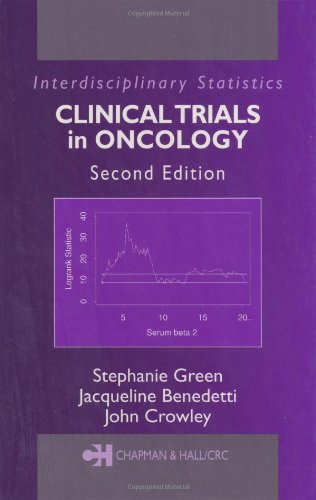 Interdisciplinary Statistics
CLINICAL TRIALS
in ONCOLOGY
Second Edition
Logrank Statistic
10 20 30 40
5 10 15 20..
Serum beta 2
Stephanie Green
Jacqueline Benedetti
John Crowley
CH CHAPMAN & HALL/CRC